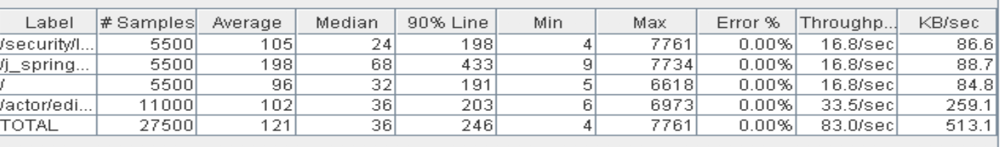 Label # Samples Average Median 90% Line Min Max Error % Throughp... KB/sec
/security/l... 5500 105 24 198 4 7761 0.00% 16.8/sec 86.6
/j_spring... 5500 198 68 433 9 7734 0.00% 16.8/sec 88.7
/ 5500 96 32 191 5 6618 0.00% 16.8/sec 84.8
/actor/edi... 11000 102 36 203 6 6973 0.00% 33.5/sec 259.1
TOTAL 27500 121 36 246 4 7761 0.00% 83.0/sec 513.1